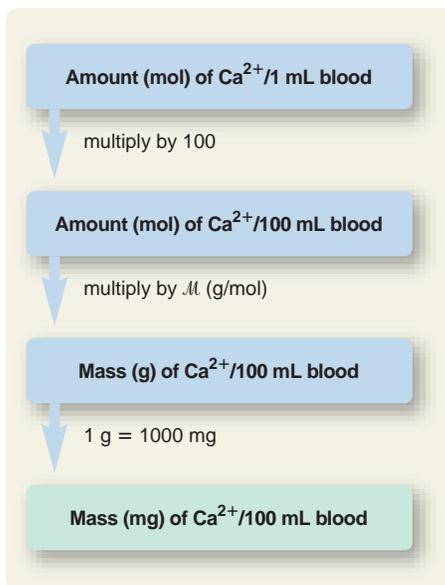 Amount (mol) of Ca²⁺/1 mL blood
multiply by 100
Amount (mol) of Ca²⁺/100 mL blood
multiply by ℳ (g/mol)
Mass (g) of Ca²⁺/100 mL blood
1 g = 1000 mg
Mass (mg) of Ca²⁺/100 mL blood